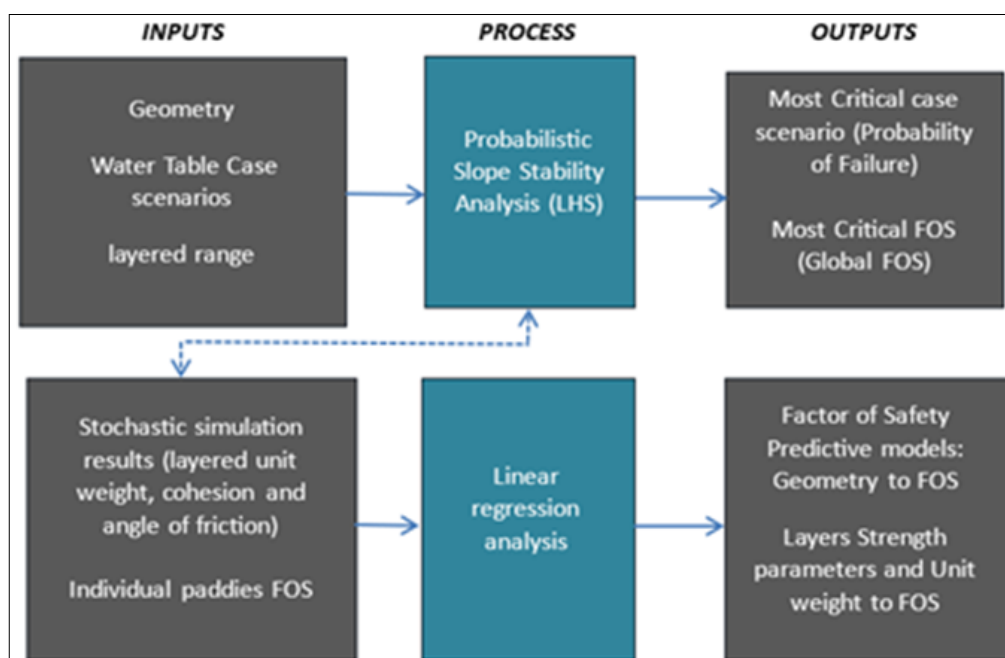 INPUTS
PROCESS
OUTPUTS
Geometry
Water Table Case
scenarios
layered range
Probabilistic
Slope Stability
Analysis (LHS)
Most Critical case
scenario (Probability
of Failure)
Most Critical FOS
(Global FOS)
Stochastic simulation
results (layered unit
weight, cohesion and
angle of friction)
Individual paddies FOS
Linear
regression
analysis
Factor of Safety
Predictive models:
Geometry to FOS
Layers Strength
parameters and Unit
weight to FOS